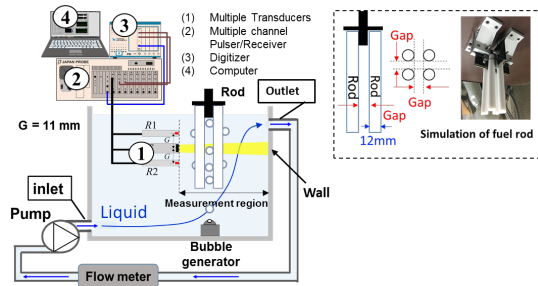 4
3
2
JAPAN PROBE
(1) Multiple Transducers
(2) Multiple channel
Pulser/Receiver
(3) Digitizer
(4) Computer
Rod
Outlet
G = 11 mm
R1
G
1
G
R2
Wall
Measurement region
inlet
Liquid
Pump
Bubble
generator
Flow meter
Rod
Rod
Gap
Gap
Gap
12mm
Simulation of fuel rod